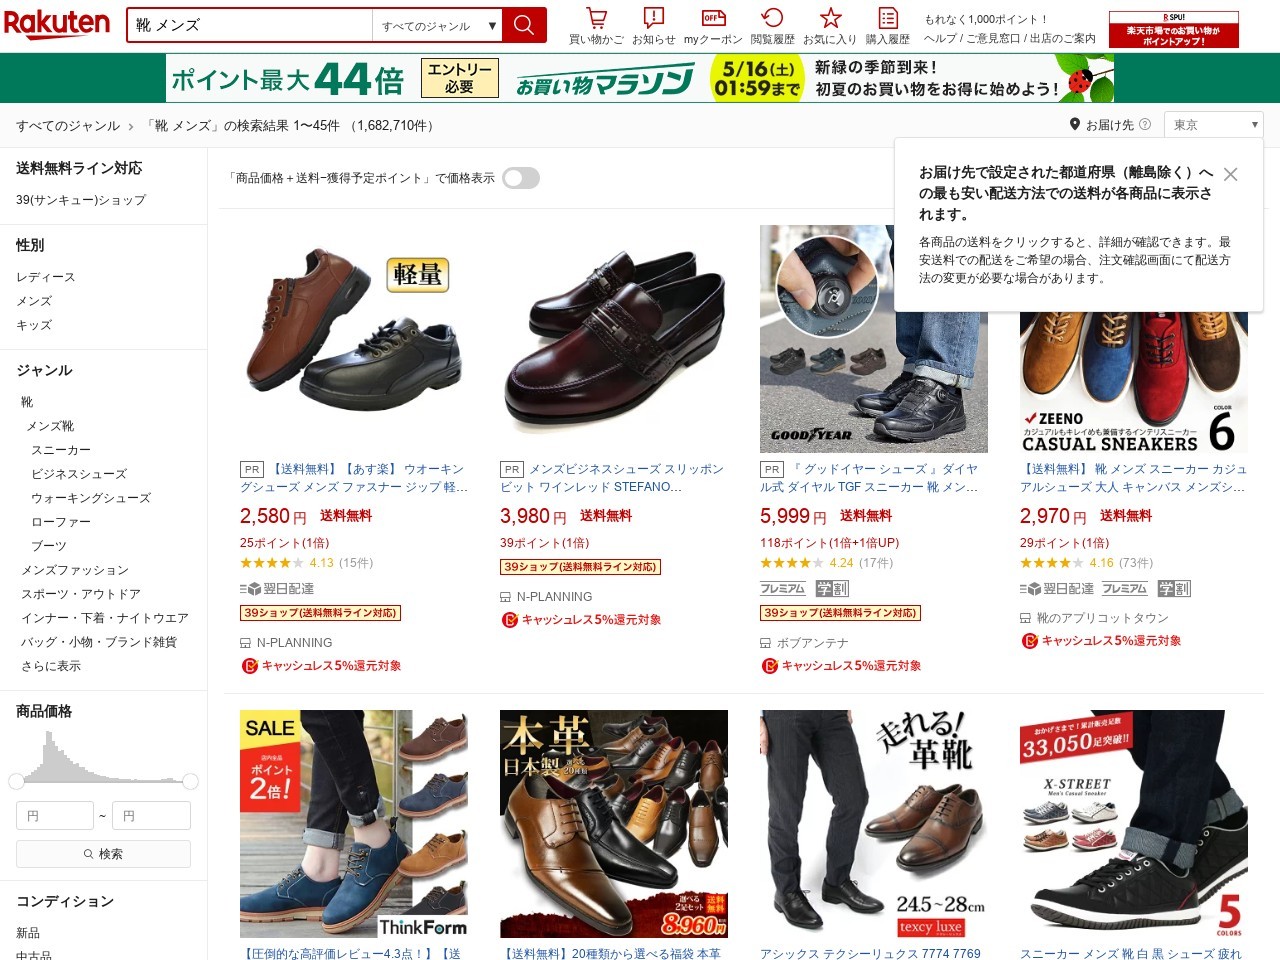 Rakuten
靴 メンズ
すべてのジャンル ▼
買い物かご
お知らせ
myクーポン
閲覧履歴
お気に入り
購入履歴
もれなく1,000ポイント！
ヘルプ / ご意見窓口 / 出店のご案内
SPU!
楽天市場でのお買い物が
ポイントアップ！
ポイント最大44倍
エントリー
必要
お買い物マラソン
5/16(土)
01:59まで
新緑の季節到来！
初夏のお買い物をお得に始めよう！
すべてのジャンル › 「靴 メンズ」の検索結果 1〜45件 （1,682,710件）
お届け先
東京
お届け先で設定された都道府県（離島除く）へ
の最も安い配送方法での送料が各商品に表示さ
れます。
各商品の送料をクリックすると、詳細が確認できます。最
安送料での配送をご希望の場合、注文確認画面にて配送方
法の変更が必要な場合があります。
送料無料ライン対応
39(サンキュー)ショップ
性別
レディース
メンズ
キッズ
ジャンル
靴
メンズ靴
スニーカー
ビジネスシューズ
ウォーキングシューズ
ローファー
ブーツ
メンズファッション
スポーツ・アウトドア
インナー・下着・ナイトウエア
バッグ・小物・ブランド雑貨
さらに表示
商品価格
円 ~ 円
検索
コンディション
新品
中古品
「商品価格＋送料−獲得予定ポイント」で価格表示
軽量
PR 【送料無料】【あす楽】 ウオーキン
グシューズ メンズ ファスナー ジップ 軽…
2,580円 送料無料
25ポイント(1倍)
4.13 (15件)
翌日配達
39ショップ(送料無料ライン対応)
N-PLANNING
キャッシュレス5%還元対象
PR メンズビジネスシューズ スリッポン
ビット ワインレッド STEFANO…
3,980円 送料無料
39ポイント(1倍)
39ショップ(送料無料ライン対応)
N-PLANNING
キャッシュレス5%還元対象
GOODYEAR
PR 『 グッドイヤー シューズ 』ダイヤ
ル式 ダイヤル TGF スニーカー 靴 メン…
5,999円 送料無料
118ポイント(1倍+1倍UP)
4.24 (17件)
プレミアム 学割
39ショップ(送料無料ライン対応)
ボブアンテナ
キャッシュレス5%還元対象
ZEENO
カジュアルもキレイめも兼備するインテリスニーカー
CASUAL SNEAKERS
COLOR
6
【送料無料】 靴 メンズ スニーカー カジュ
アルシューズ 大人 キャンバス メンズシ…
2,970円 送料無料
29ポイント(1倍)
4.16 (73件)
翌日配達 プレミアム 学割
靴のアプリコットタウン
キャッシュレス5%還元対象
SALE
店内全品
ポイント
2倍!
ThinkForm
【圧倒的な高評価レビュー4.3点！】【送
本革
日本製
選べる
20種類
選べる
2足セット
送料
無料
8,960円
【送料無料】20種類から選べる福袋 本革
走れる！
革靴
24.5~28cm
texcy luxe
アシックス テクシーリュクス 7774 7769
おかげさまで！累計販売足数
33,050足突破!!
X-STREET
Men's Casual Sneaker
5
COLORS
スニーカー メンズ 靴 白 黒 シューズ 疲れ